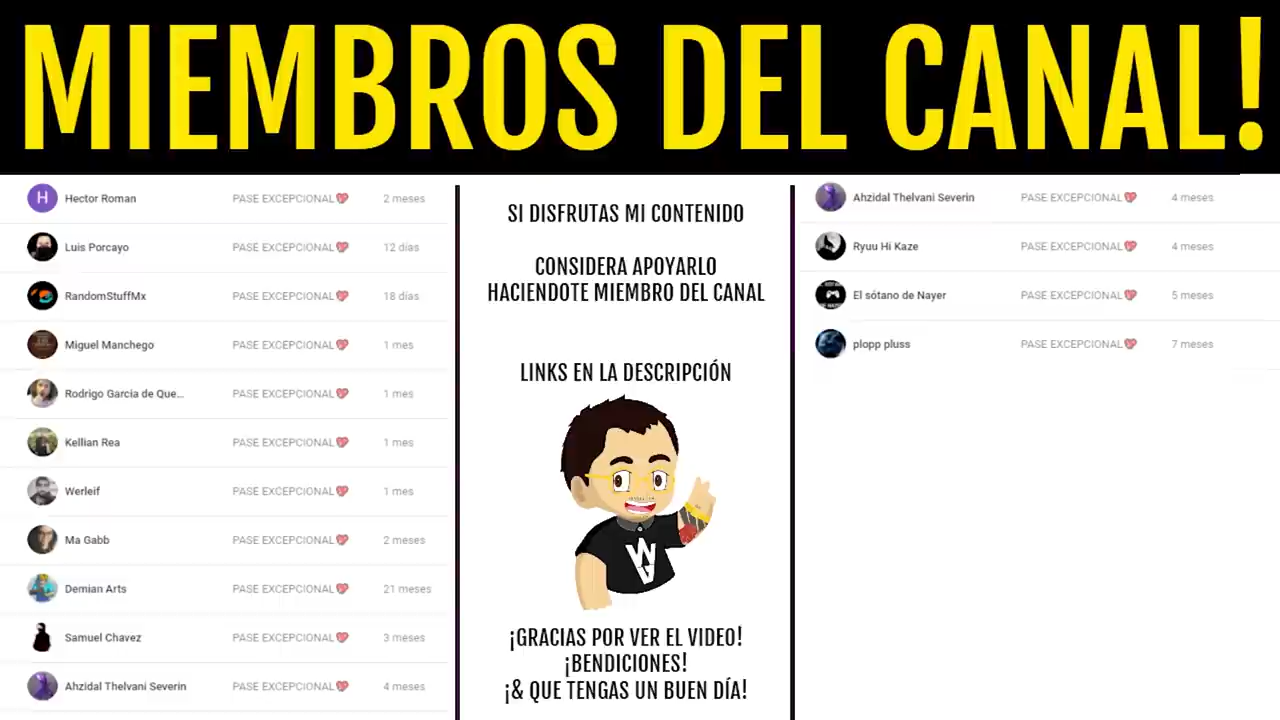 MIEMBROS DEL CANAL!
H
Hector Roman PASE EXCEPCIONAL💖 2 meses
Luis Porcayo PASE EXCEPCIONAL💖 12 días
RandomStuffMx PASE EXCEPCIONAL💖 18 días
Miguel Manchego PASE EXCEPCIONAL💖 1 mes
Rodrigo Garcia de Que... PASE EXCEPCIONAL💖 1 mes
Kellian Rea PASE EXCEPCIONAL💖 1 mes
Werleif PASE EXCEPCIONAL💖 1 mes
Ma Gabb PASE EXCEPCIONAL💖 2 meses
Demian Arts PASE EXCEPCIONAL💖 21 meses
Samuel Chavez PASE EXCEPCIONAL💖 3 meses
Ahzidal Thelvani Severin PASE EXCEPCIONAL💖 4 meses
SI DISFRUTAS MI CONTENIDO
CONSIDERA APOYARLO
HACIENDOTE MIEMBRO DEL CANAL
LINKS EN LA DESCRIPCIÓN
¡GRACIAS POR VER EL VIDEO!
¡BENDICIONES!
¡& QUE TENGAS UN BUEN DÍA!
Ahzidal Thelvani Severin PASE EXCEPCIONAL💖 4 meses
Ryuu Hi Kaze PASE EXCEPCIONAL💖 4 meses
El sótano de Nayer PASE EXCEPCIONAL💖 5 meses
plopp pluss PASE EXCEPCIONAL💖 7 meses